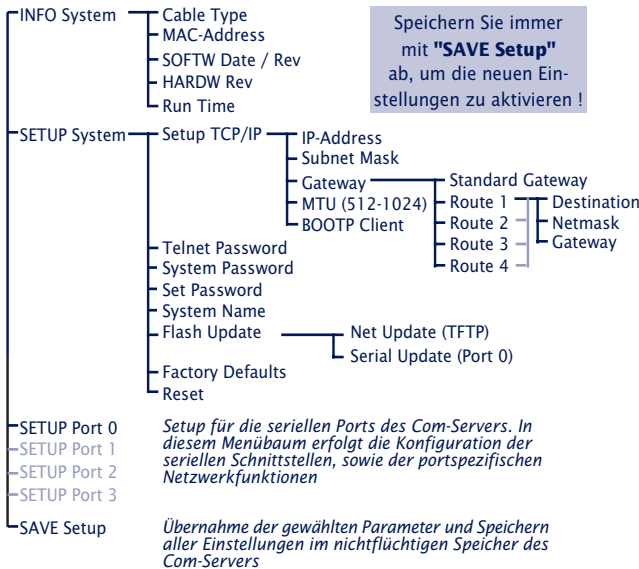 INFO System
Cable Type
MAC-Address
SOFTW Date / Rev
HARDW Rev
Run Time
Speichern Sie immer
mit "SAVE Setup"
ab, um die neuen Ein-
stellungen zu aktivieren !
SETUP System
Setup TCP/IP
IP-Address
Subnet Mask
Gateway
Standard Gateway
Route 1
Destination
Netmask
Gateway
Route 2
Route 3
Route 4
MTU (512-1024)
BOOTP Client
Telnet Password
System Password
Set Password
System Name
Flash Update
Net Update (TFTP)
Serial Update (Port 0)
Factory Defaults
Reset
SETUP Port 0
SETUP Port 1
SETUP Port 2
SETUP Port 3
Setup für die seriellen Ports des Com-Servers. In
diesem Menübaum erfolgt die Konfiguration der
seriellen Schnittstellen, sowie der portspezifischen
Netzwerkfunktionen
SAVE Setup
Übernahme der gewählten Parameter und Speichern
aller Einstellungen im nichtflüchtigen Speicher des
Com-Servers